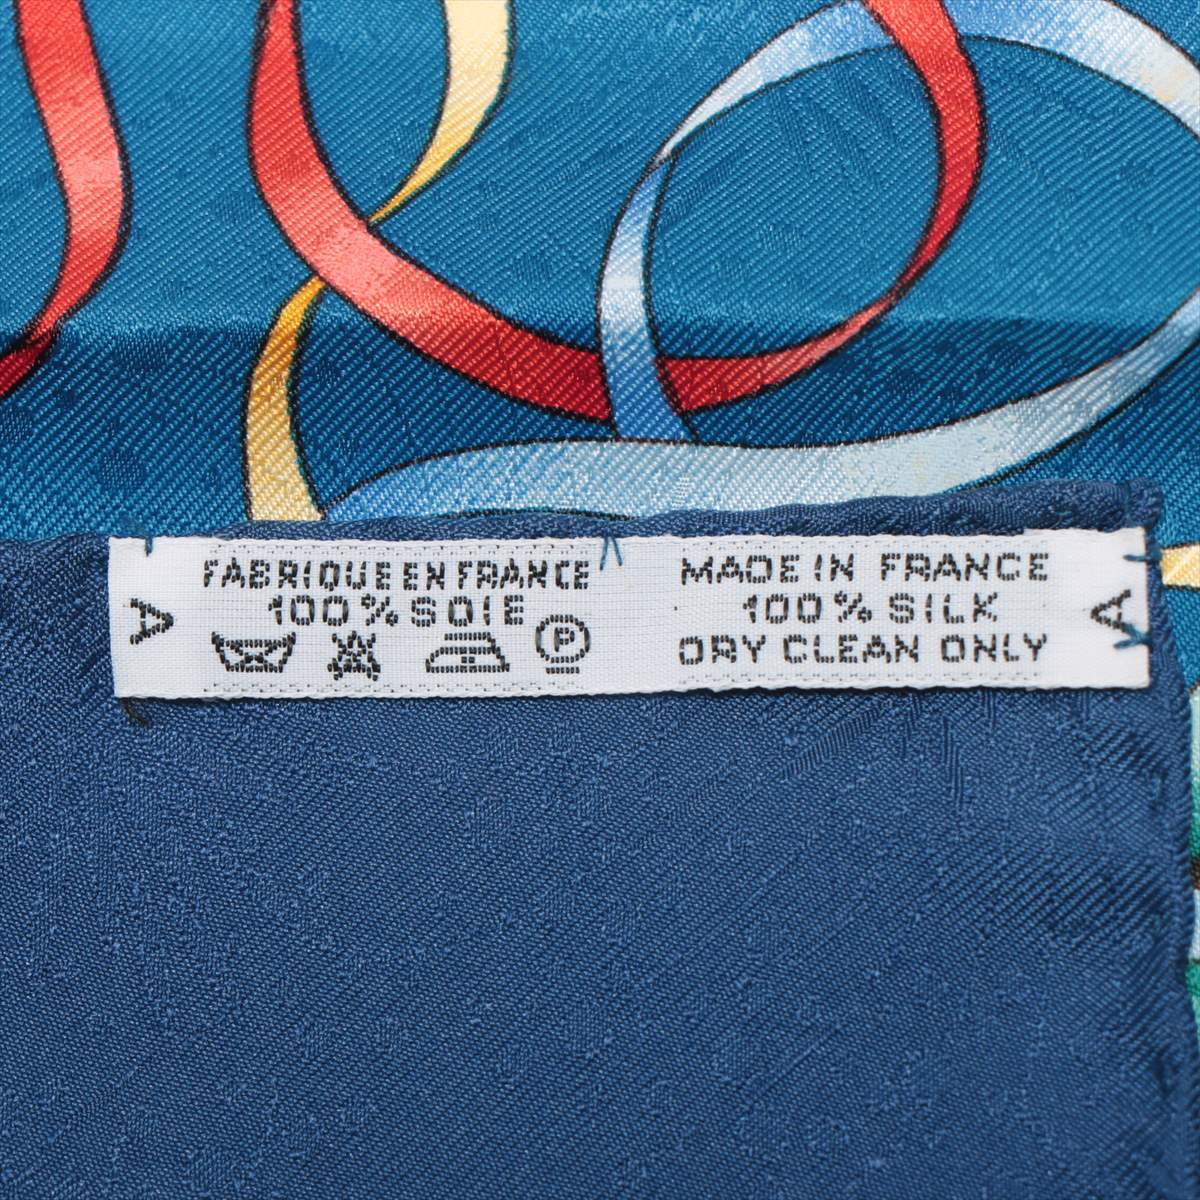 FABRIQUE EN FRANCE
100% SOIE
P
MADE IN FRANCE
100% SILK
DRY CLEAN ONLY
A
A